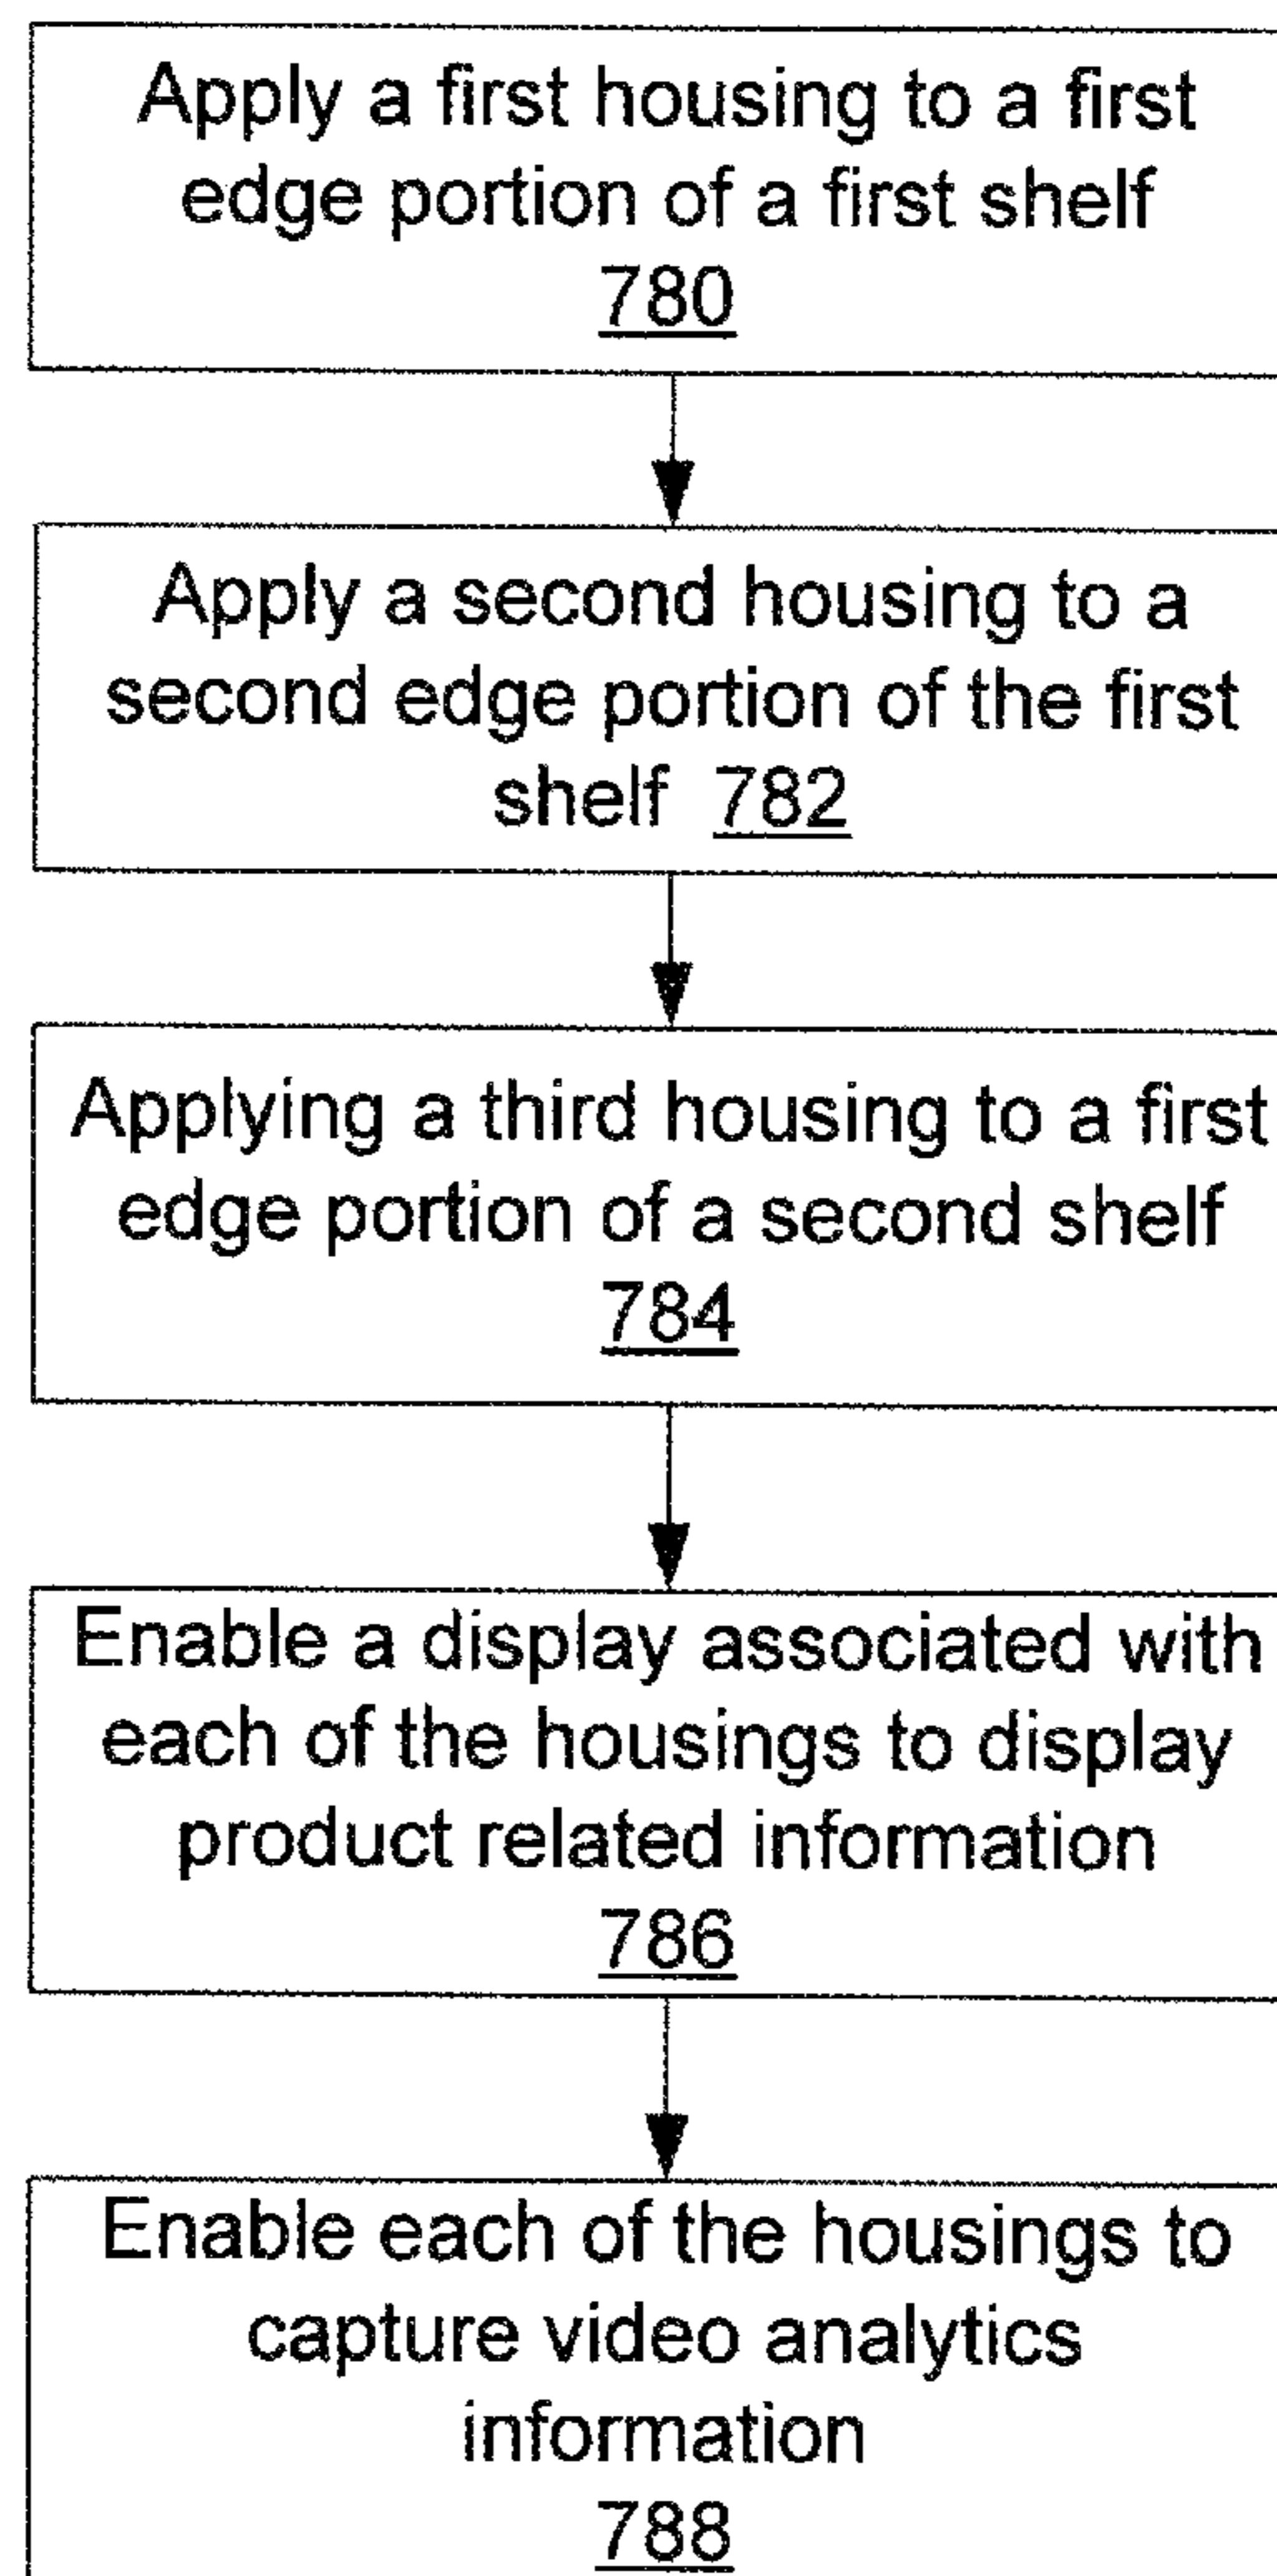 Apply a first housing to a first
edge portion of a first shelf
780
Apply a second housing to a
second edge portion of the first
shelf 782
Applying a third housing to a first
edge portion of a second shelf
784
Enable a display associated with
each of the housings to display
product related information
786
Enable each of the housings to
capture video analytics
information
788